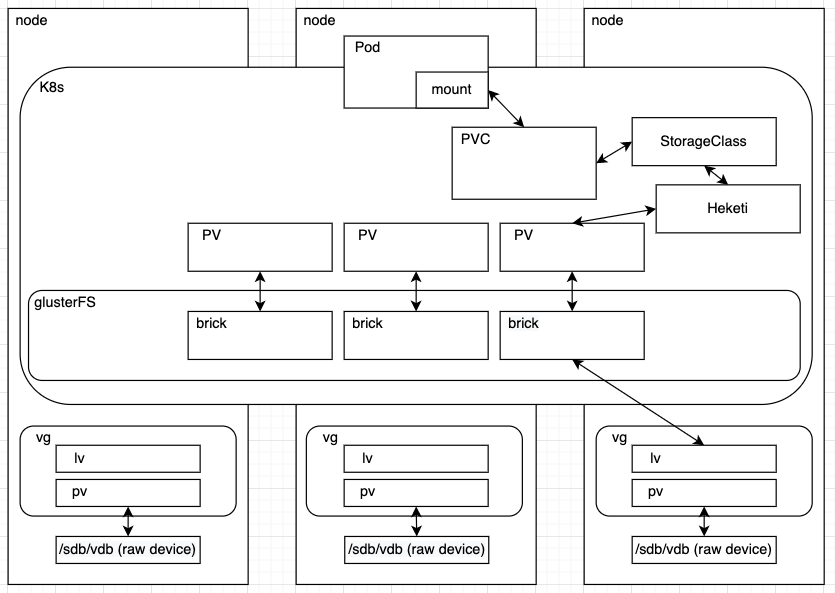 node
node
node
Pod
K8s
mount
PVC
StorageClass
Heketi
PV
PV
PV
glusterFS
brick
brick
brick
vg
vg
vg
lv
lv
lv
pv
pv
pv
/sdb/vdb (raw device)
/sdb/vdb (raw device)
/sdb/vdb (raw device)